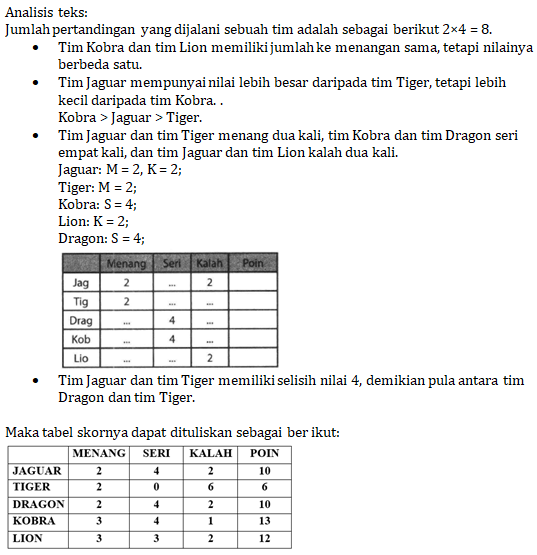 Analisis teks:
Jumlah pertandingan yang dijalani sebuah tim adalah sebagai berikut 2×4 = 8.
• Tim Kobra dan tim Lion memiliki jumlah ke menangan sama, tetapi nilainya
berbeda satu.
• Tim Jaguar mempunyai nilai lebih besar daripada tim Tiger, tetapi lebih
kecil daripada tim Kobra. .
Kobra > Jaguar > Tiger.
• Tim Jaguar dan tim Tiger menang dua kali, tim Kobra dan tim Dragon seri
empat kali, dan tim Jaguar dan tim Lion kalah dua kali.
Jaguar: M = 2, K = 2;
Tiger: M = 2;
Kobra: S = 4;
Lion: K = 2;
Dragon: S = 4;
Menang Seri Kalah Poin
Jag 2 ... 2
Tig 2 ... ...
Drag ... 4 ...
Kob ... 4 ...
Lio ... ... 2
• Tim Jaguar dan tim Tiger memiliki selisih nilai 4, demikian pula antara tim
Dragon dan tim Tiger.
Maka tabel skornya dapat dituliskan sebagai ber ikut:
MENANG SERI KALAH POIN
JAGUAR 2 4 2 10
TIGER 2 0 6 6
DRAGON 2 4 2 10
KOBRA 3 4 1 13
LION 3 3 2 12